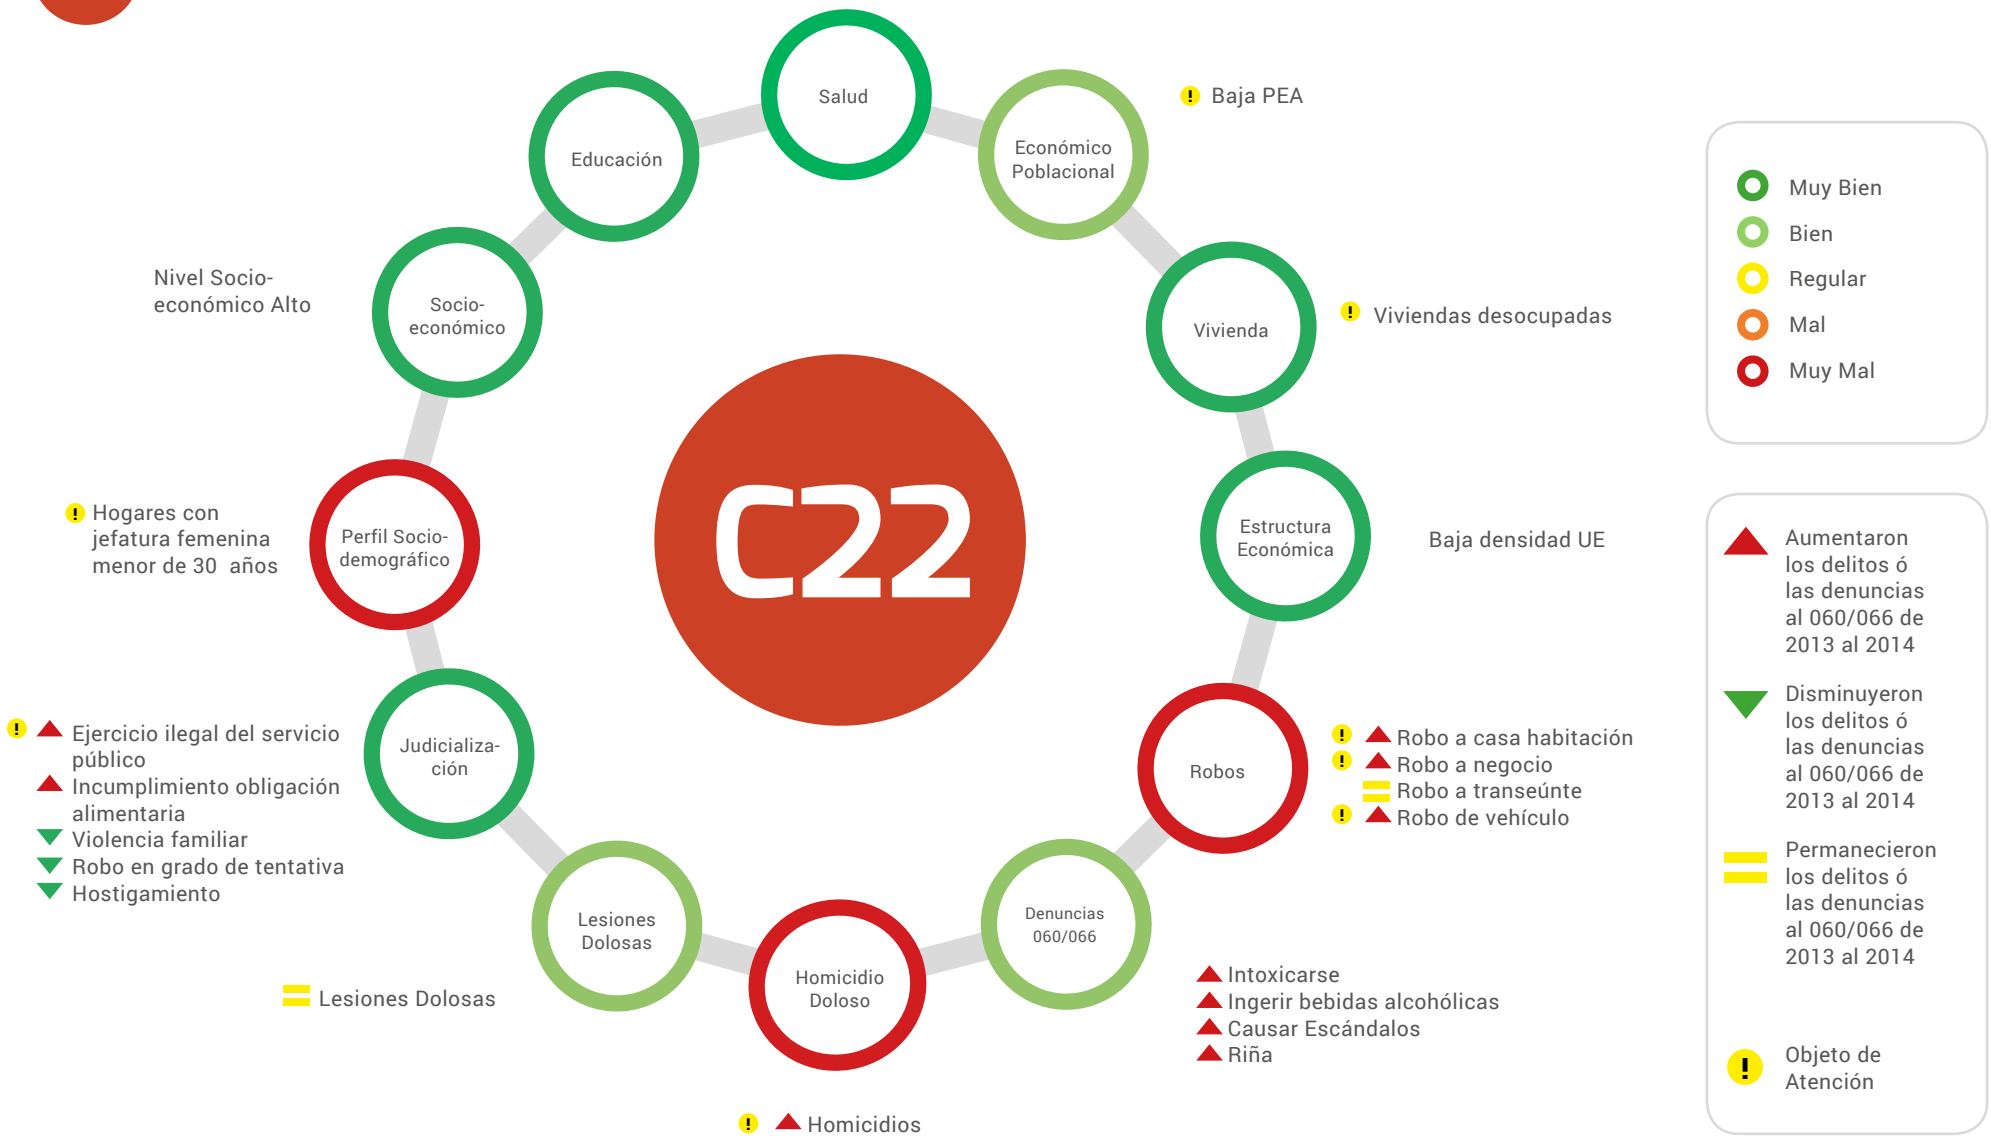 Salud
Educación
Económico
Poblacional
! Baja PEA
Nivel Socio-
económico Alto
Socio-
económico
Vivienda
! Viviendas desocupadas
! Hogares con
jefatura femenina
menor de 30 años
Perfil Socio-
demográfico
C22
Estructura
Económica
Baja densidad UE
! Ejercicio ilegal del servicio
público
Incumplimiento obligación
alimentaria
Violencia familiar
Robo en grado de tentativa
Hostigamiento
Judicializa-
ción
Robos
! Robo a casa habitación
! Robo a negocio
Robo a transeúnte
! Robo de vehículo
Lesiones
Dolosas
Lesiones Dolosas
Homicidio
Doloso
! Homicidios
Denuncias
060/066
Intoxicarse
Ingerir bebidas alcohólicas
Causar Escándalos
Riña
Muy Bien
Bien
Regular
Mal
Muy Mal
Aumentaron
los delitos ó
las denuncias
al 060/066 de
2013 al 2014
Disminuyeron
los delitos ó
las denuncias
al 060/066 de
2013 al 2014
Permanecieron
los delitos ó
las denuncias
al 060/066 de
2013 al 2014
! Objeto de
Atención